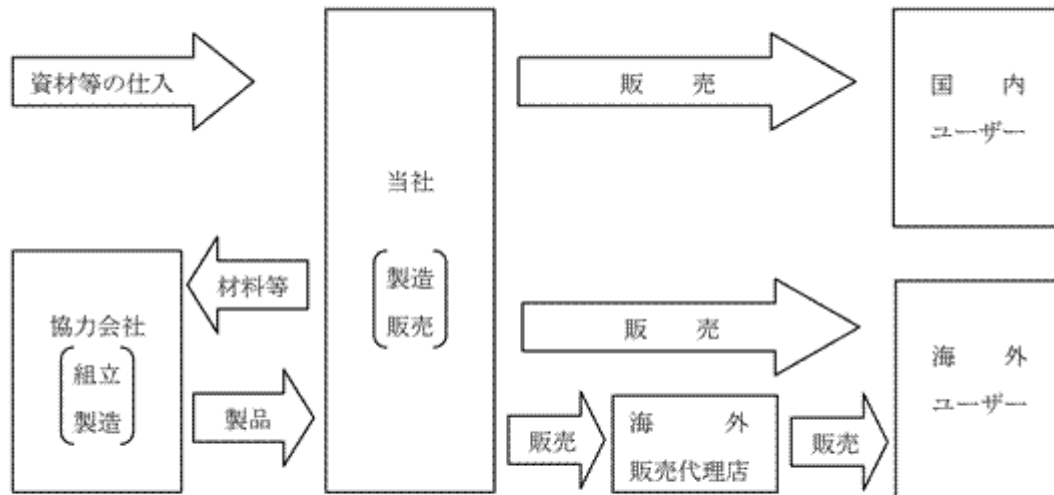 資材等の仕入
当社
製造
販売
販　売
国　内
ユーザー
材料等
協力会社
組立
製造
製品
販　売
海　外
ユーザー
販売
海　外
販売代理店
販売